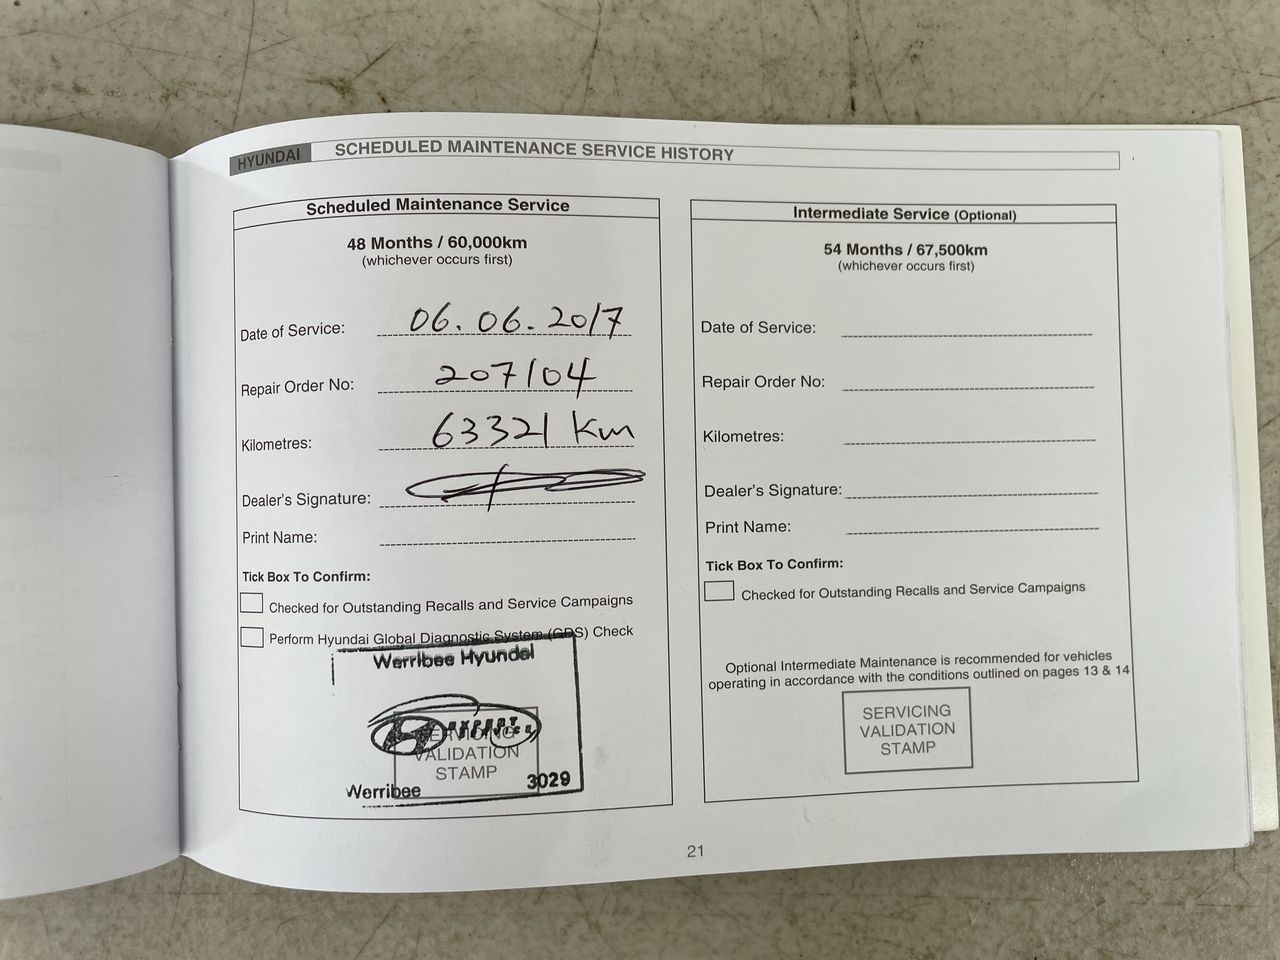 HYUNDAI SCHEDULED MAINTENANCE SERVICE HISTORY
Scheduled Maintenance Service
48 Months / 60,000km
(whichever occurs first)
Date of Service: 06.06.2017
Repair Order No: 207104
Kilometres: 63321 Km
Dealer's Signature:
Print Name:
Tick Box To Confirm:
Checked for Outstanding Recalls and Service Campaigns
Perform Hyundai Global Diagnostic System (GDS) Check
Werribee Hyundai
EXPERT
SERVICE
SERVICING
VALIDATION
STAMP
Werribee 3029
Intermediate Service (Optional)
54 Months / 67,500km
(whichever occurs first)
Date of Service:
Repair Order No:
Kilometres:
Dealer's Signature:
Print Name:
Tick Box To Confirm:
Checked for Outstanding Recalls and Service Campaigns
Optional Intermediate Maintenance is recommended for vehicles
operating in accordance with the conditions outlined on pages 13 & 14
SERVICING
VALIDATION
STAMP
21